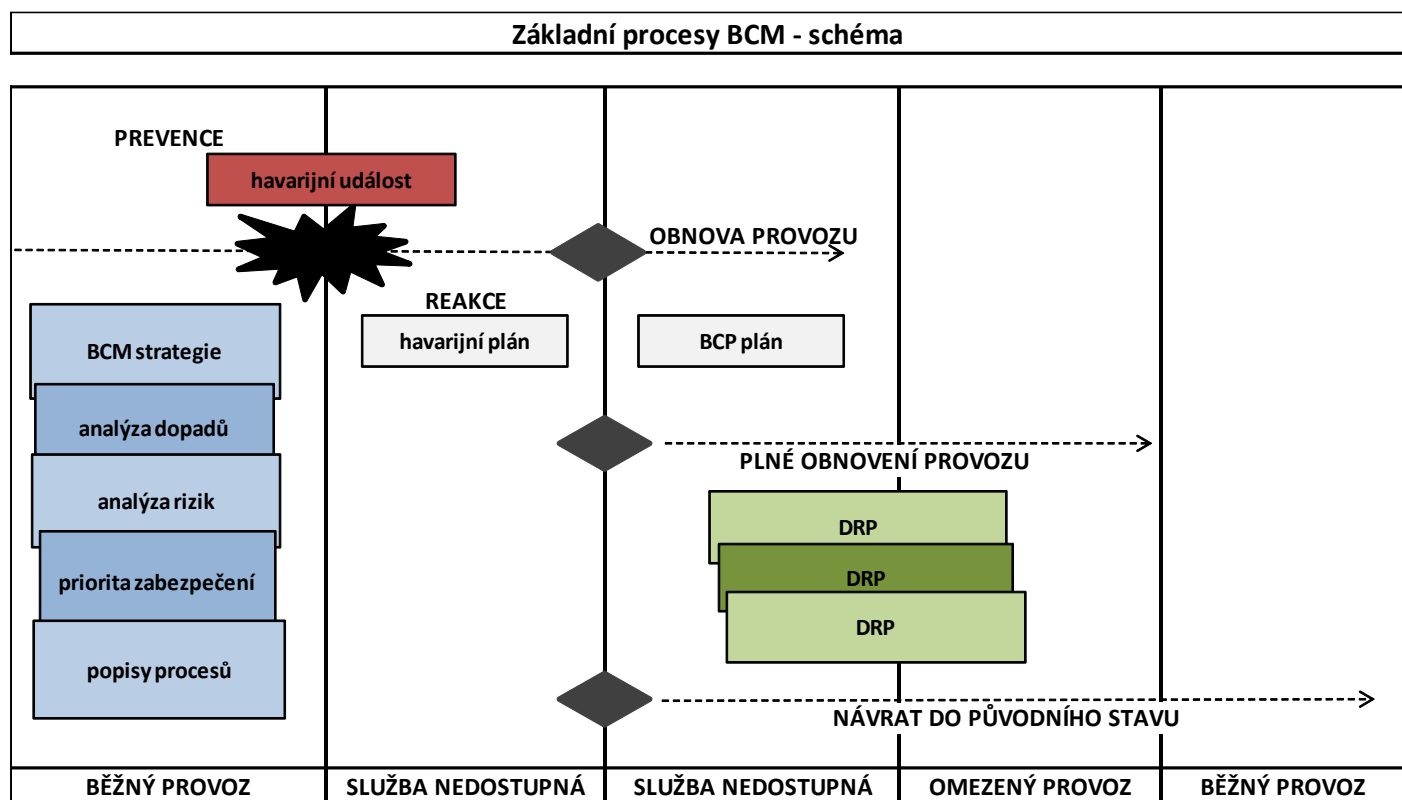 Základní procesy BCM - schéma
PREVENCE
havarijní událost
OBNOVA PROVOZU
REAKCE
havarijní plán
BCP plán
BCM strategie
analýza dopadů
PLNÉ OBNOVENÍ PROVOZU
analýza rizik
DRP
priorita zabezpečení
DRP
DRP
popisy procesů
NÁVRAT DO PŮVODNÍHO STAVU
BĚŽNÝ PROVOZ
SLUŽBA NEDOSTUPNÁ
SLUŽBA NEDOSTUPNÁ
OMEZENÝ PROVOZ
BĚŽNÝ PROVOZ